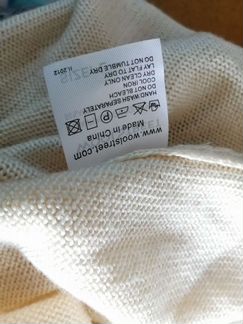 www.woolstreet.com
Made in China
HAND WASH SEPARATELY
DO NOT BLEACH
COOL IRON
DRY CLEAN ONLY
LAY FLAT TO DRY
DO NOT TUMBLE DRY